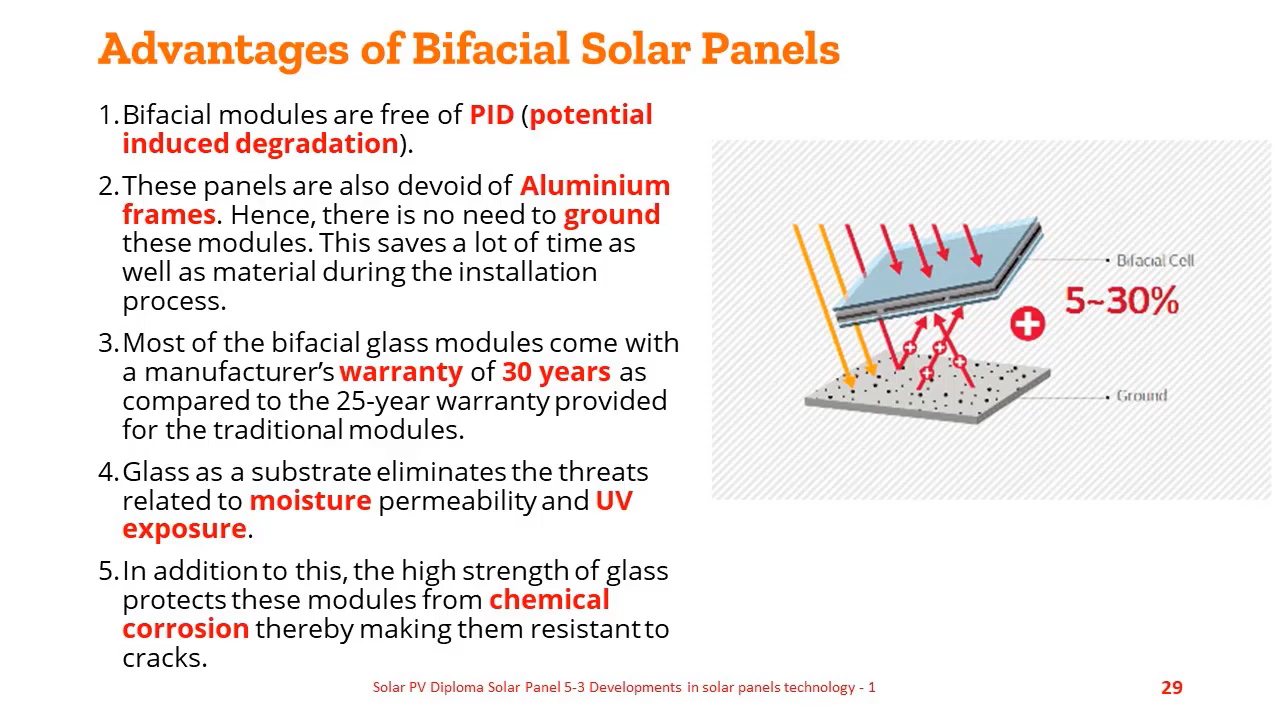 Advantages of Bifacial Solar Panels
1. Bifacial modules are free of PID (potential
induced degradation).
2. These panels are also devoid of Aluminium
frames. Hence, there is no need to ground
these modules. This saves a lot of time as
well as material during the installation
process.
3. Most of the bifacial glass modules come with
a manufacturer's warranty of 30 years as
compared to the 25-year warranty provided
for the traditional modules.
4. Glass as a substrate eliminates the threats
related to moisture permeability and UV
exposure.
5. In addition to this, the high strength of glass
protects these modules from chemical
corrosion thereby making them resistant to
cracks.
Bifacial Cell
5~30%
Ground
Solar PV Diploma Solar Panel 5-3 Developments in solar panels technology - 1
29